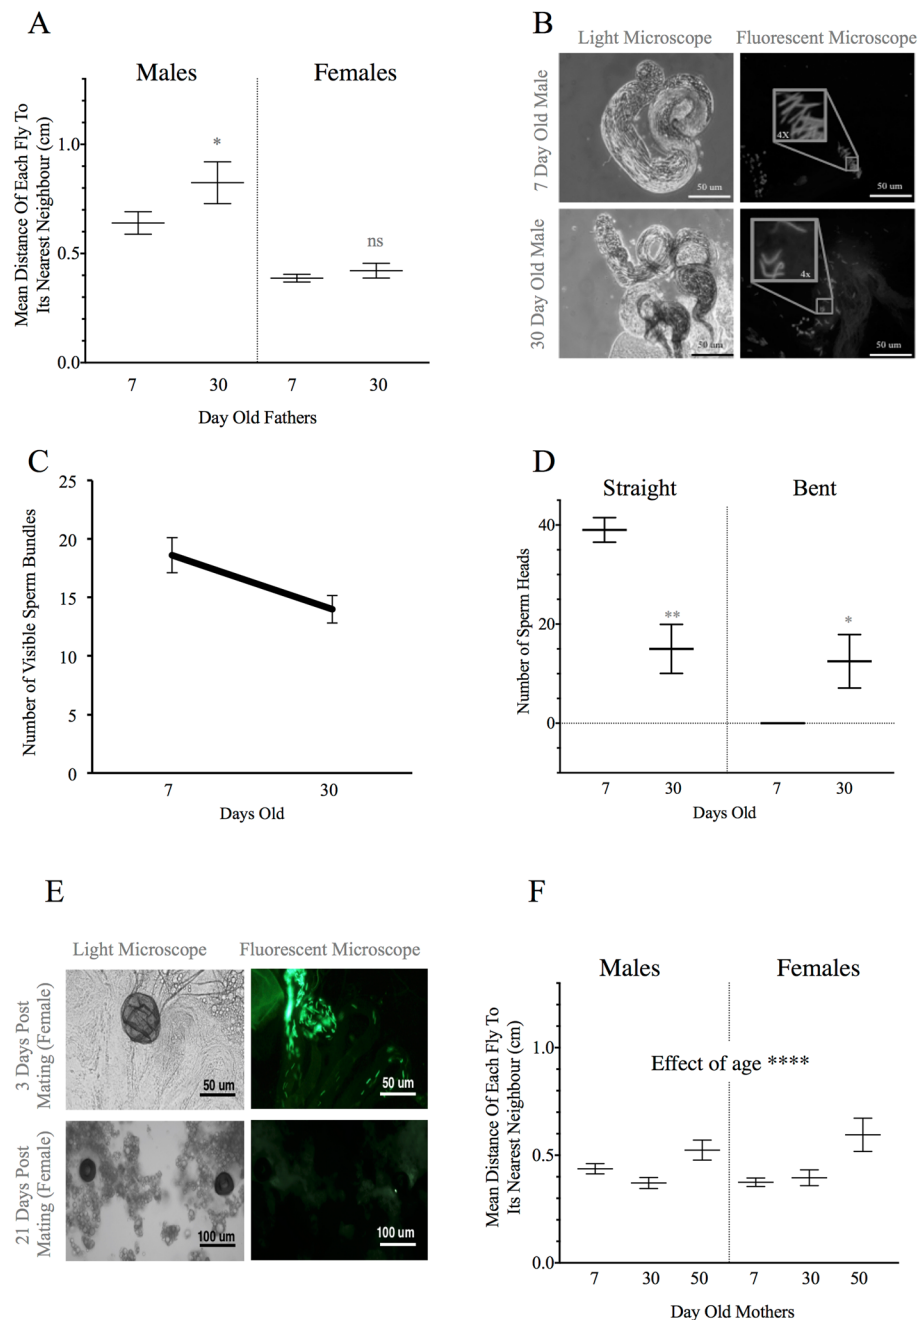 A
Males
Females
Mean Distance Of Each Fly To
Its Nearest Neighbour (cm)
1.0
0.5
0.0
*
ns
7
30
7
30
Day Old Fathers
B
Light Microscope
Fluorescent Microscope
7 Day Old Male
50 um
4X
50 um
30 Day Old Male
50 um
4x
50 um
C
Number of Visible Sperm Bundles
25
20
15
10
5
0
7
30
Days Old
D
Straight
Bent
Number of Sperm Heads
40
20
0
**
*
7
30
7
30
Days Old
E
Light Microscope
Fluorescent Microscope
3 Days Post
Mating (Female)
50 um
50 um
21 Days Post
Mating (Female)
100 um
100 um
F
Males
Females
Mean Distance Of Each Fly To
Its Nearest Neighbour (cm)
1.0
0.5
0.0
Effect of age ****
7
30
50
7
30
50
Day Old Mothers